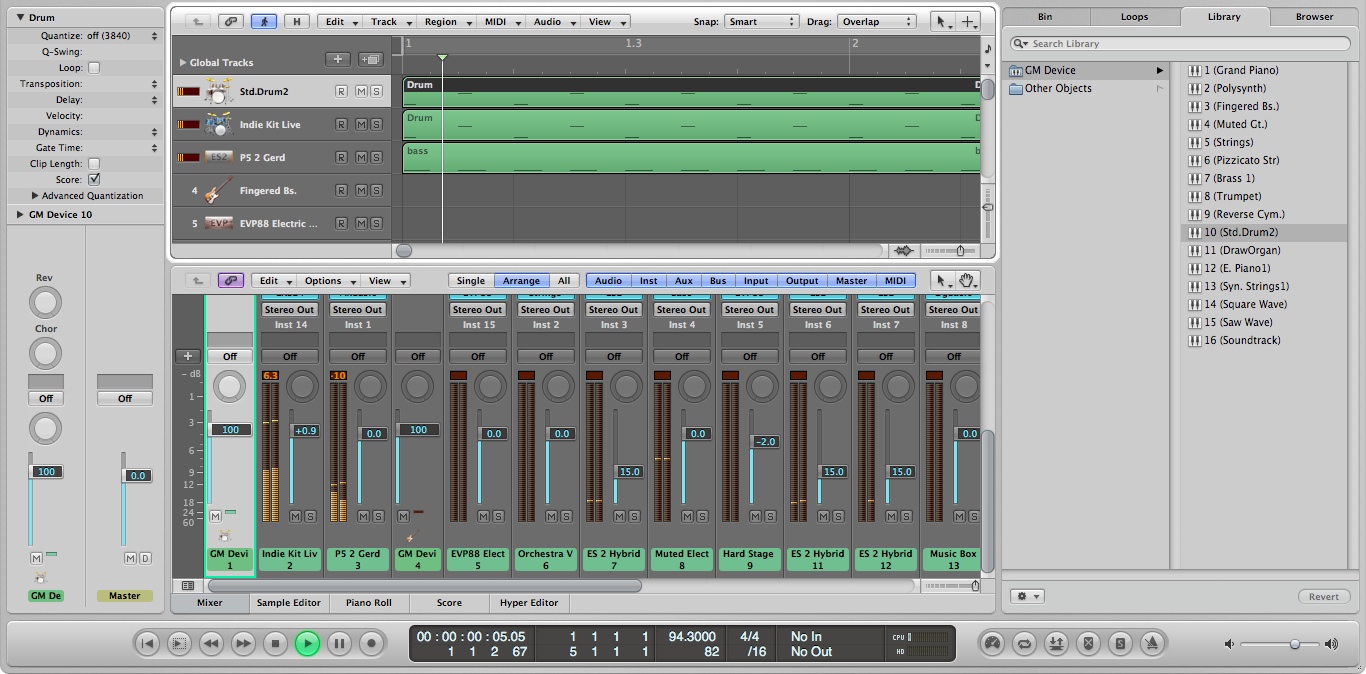 Drum
Quantize: off (3840)
Q-Swing:
Loop:
Transposition:
Delay:
Velocity:
Dynamics:
Gate Time:
Clip Length:
Score:
Advanced Quantization
GM Device 10
Rev
Chor
Off
Off
100
0.0
M
M D
GM De
Master
H
Edit Track Region MIDI Audio View
Snap: Smart
Drag: Overlap
Global Tracks
1 1.3 2
Std.Drum2 R M S
Drum D
Indie Kit Live R M S
Drum D
ES2 P5 2 Gerd R M S
bass b
4 Fingered Bs. R M S
5 EVP EVP88 Electric ... R M S
Edit Options View
Single Arrange All
Audio Inst Aux Bus Input Output Master MIDI
Stereo Out Stereo Out Stereo Out Stereo Out Stereo Out Stereo Out Stereo Out Stereo Out Stereo Out Stereo Out
Inst 14 Inst 1 Inst 15 Inst 2 Inst 3 Inst 4 Inst 5 Inst 6 Inst 7 Inst 8
Off Off Off Off Off Off Off Off Off Off Off Off
dB
1
3
6
9
12
18
24
60
6.3 -10
100 +0.9 0.0 100 0.0 0.0 15.0 0.0 -2.0 15.0 15.0 0.0
M M S M S M M S M S M S M S M S M S M S M S
GM Devi Indie Kit Liv P5 2 Gerd GM Devi EVP88 Elect Orchestra V ES 2 Hybrid Muted Elect Hard Stage ES 2 Hybrid ES 2 Hybrid Music Box
1 2 3 4 5 6 7 8 9 11 12 13
Mixer Sample Editor Piano Roll Score Hyper Editor
Bin Loops Library Browser
Search Library
GM Device
Other Objects
1 (Grand Piano)
2 (Polysynth)
3 (Fingered Bs.)
4 (Muted Gt.)
5 (Strings)
6 (Pizzicato Str)
7 (Brass 1)
8 (Trumpet)
9 (Reverse Cym.)
10 (Std.Drum2)
11 (DrawOrgan)
12 (E. Piano1)
13 (Syn. Strings1)
14 (Square Wave)
15 (Saw Wave)
16 (Soundtrack)
Revert
00 : 00 : 00 : 05.05 1 1 1 1 94.3000 4/4 No In CPU
1 1 2 67 5 1 1 1 82 /16 No Out HD
S